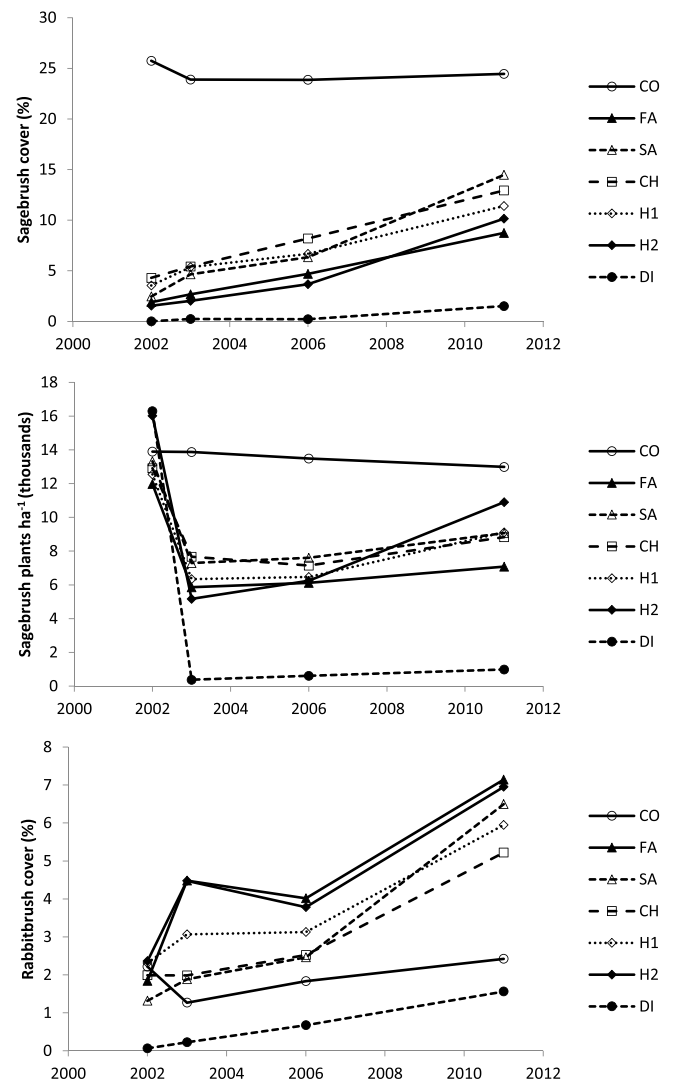 Sagebrush cover (%)
30
25
20
15
10
5
0
2000 2002 2004 2006 2008 2010 2012
CO
FA
SA
CH
H1
H2
DI
Sagebrush plants ha-1 (thousands)
18
16
14
12
10
8
6
4
2
0
2000 2002 2004 2006 2008 2010 2012
CO
FA
SA
CH
H1
H2
DI
Rabbitbrush cover (%)
8
7
6
5
4
3
2
1
0
2000 2002 2004 2006 2008 2010 2012
CO
FA
SA
CH
H1
H2
DI